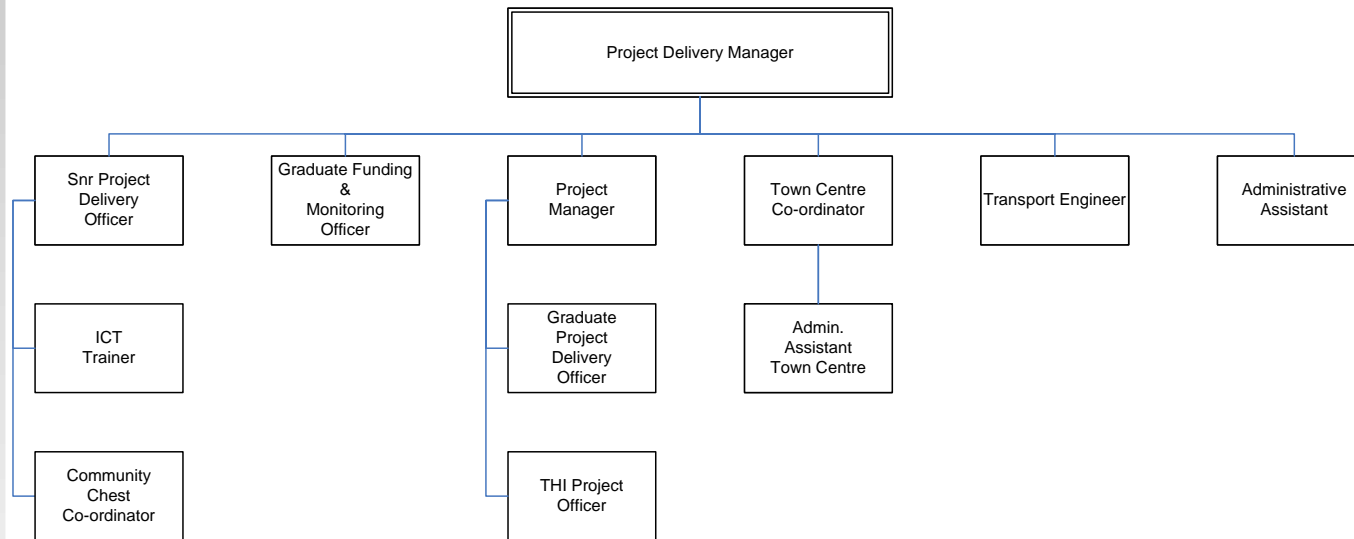 Project Delivery Manager
Snr Project
Delivery
Officer
Graduate Funding
&
Monitoring
Officer
Project
Manager
Town Centre
Co-ordinator
Transport Engineer
Administrative
Assistant
ICT
Trainer
Graduate
Project
Delivery
Officer
Admin.
Assistant
Town Centre
Community
Chest
Co-ordinator
THI Project
Officer